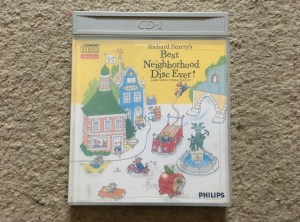 CD-i
Richard Scarry's
Best
Neighborhood
Disc Ever!
PHILIPS